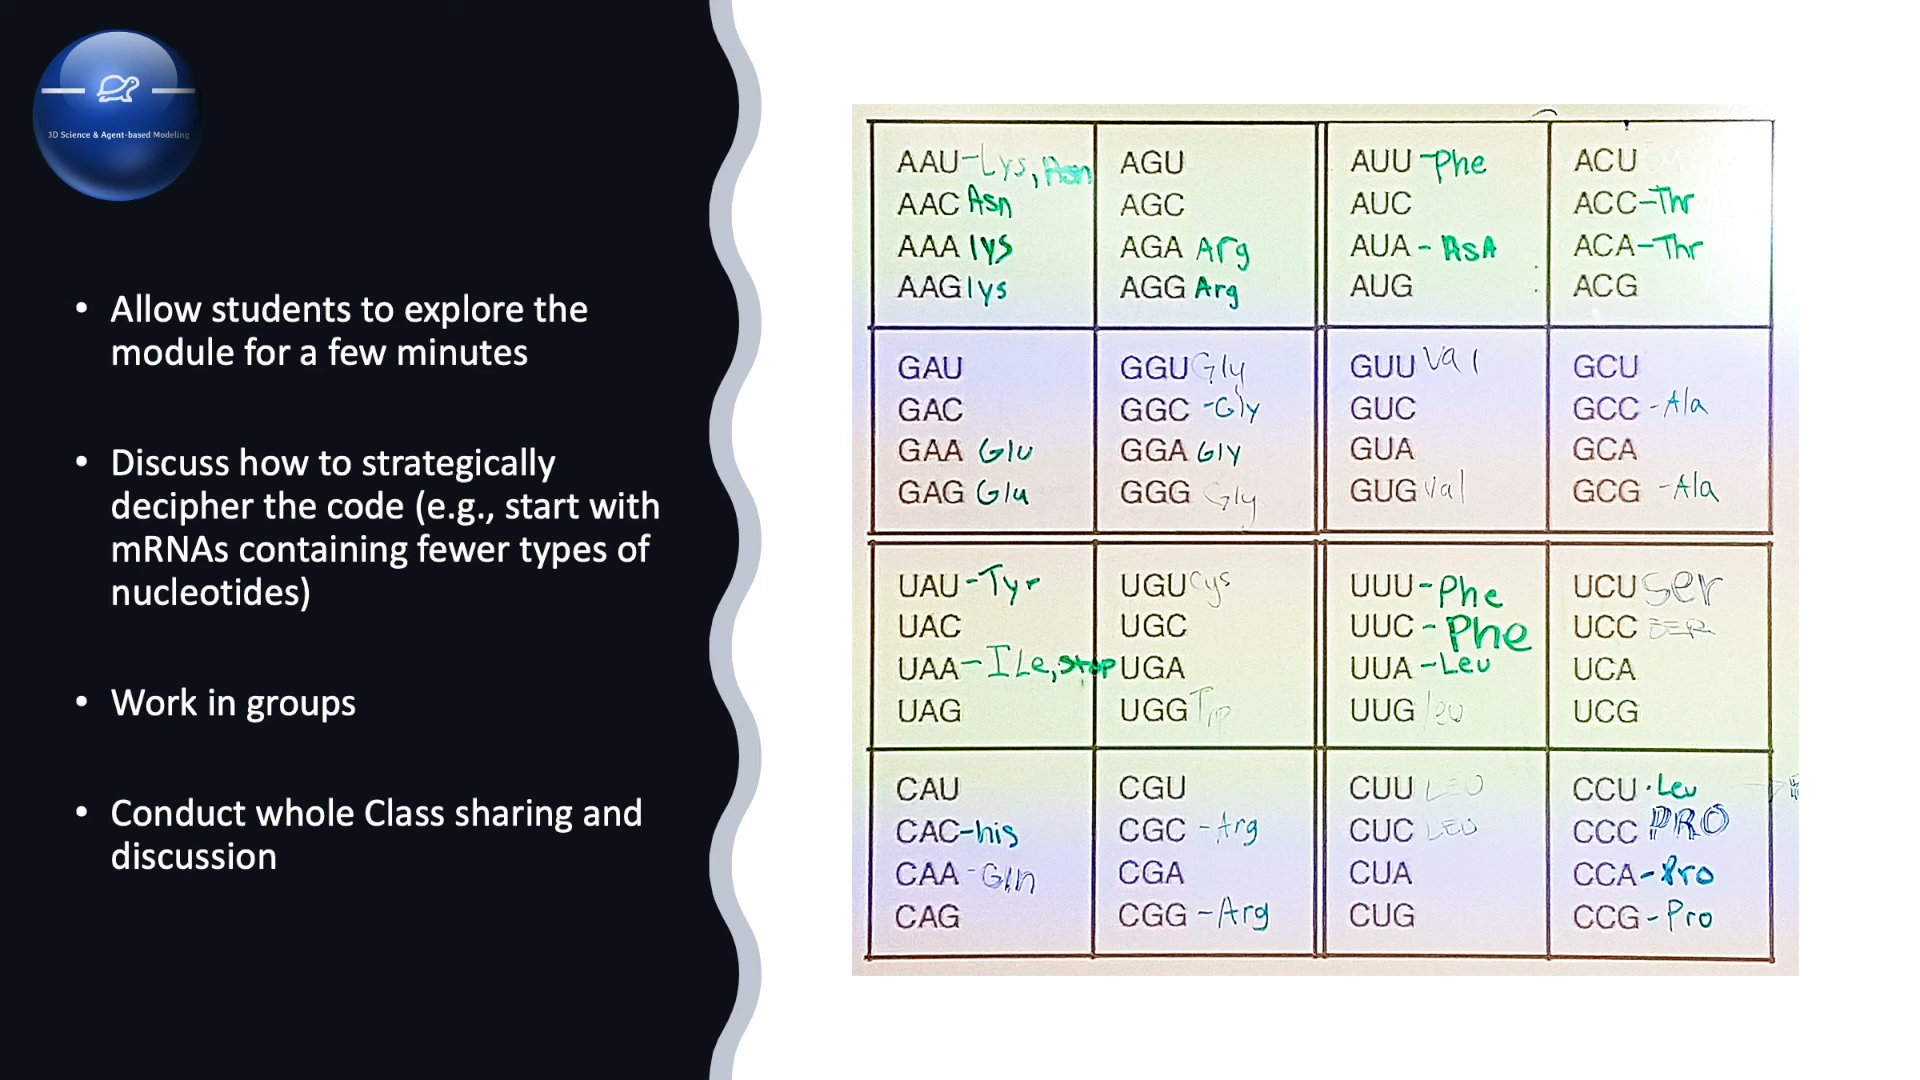 3D Science & Agent-based Modeling
• Allow students to explore the
module for a few minutes
• Discuss how to strategically
decipher the code (e.g., start with
mRNAs containing fewer types of
nucleotides)
• Work in groups
• Conduct whole Class sharing and
discussion
AAU-Lys, Asn
AAC Asn
AAA lys
AAG lys
AGU
AGC
AGA Arg
AGG Arg
AUU-Phe
AUC
AUA-AsA
AUG
ACU
ACC-Thr
ACA-Thr
ACG
GAU
GAC
GAA Glu
GAG Glu
GGU Gly
GGC -Gly
GGA Gly
GGG Gly
GUU Val
GUC
GUA
GUG Val
GCU
GCC -Ala
GCA
GCG -Ala
UAU-Tyr
UAC
UAA-ILe, stop
UAG
UGU Cys
UGC
UGA
UGG Trp
UUU-Phe
UUC-Phe
UUA-Leu
UUG leu
UCU Ser
UCC SER
UCA
UCG
CAU
CAC-his
CAA-Gln
CAG
CGU
CGC -Arg
CGA
CGG -Arg
CUU LEU
CUC LEU
CUA
CUG
CCU·Leu
CCC PRO
CCA-Pro
CCG-Pro